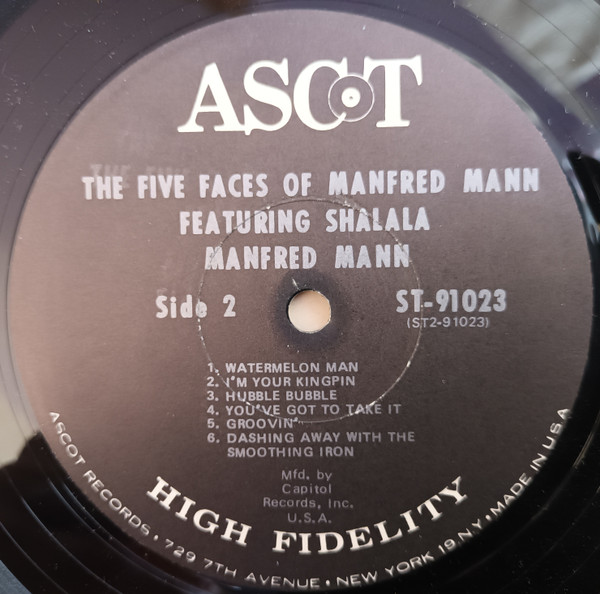 ASCOT
THE FIVE FACES OF MANFRED MANN
FEATURING SHALALA
MANFRED MANN
Side 2
ST-91023
(ST2-91023)
1. WATERMELON MAN
2. I'M YOUR KINGPIN
3. HUBBLE BUBBLE
4. YOU'VE GOT TO TAKE IT
5. GROOVIN'
6. DASHING AWAY WITH THE
SMOOTHING IRON
Mfd. by
Capitol
Records, Inc.
U.S.A.
HIGH FIDELITY
ASCOT RECORDS • 729 7TH AVENUE • NEW YORK 19 NY • MADE IN USA